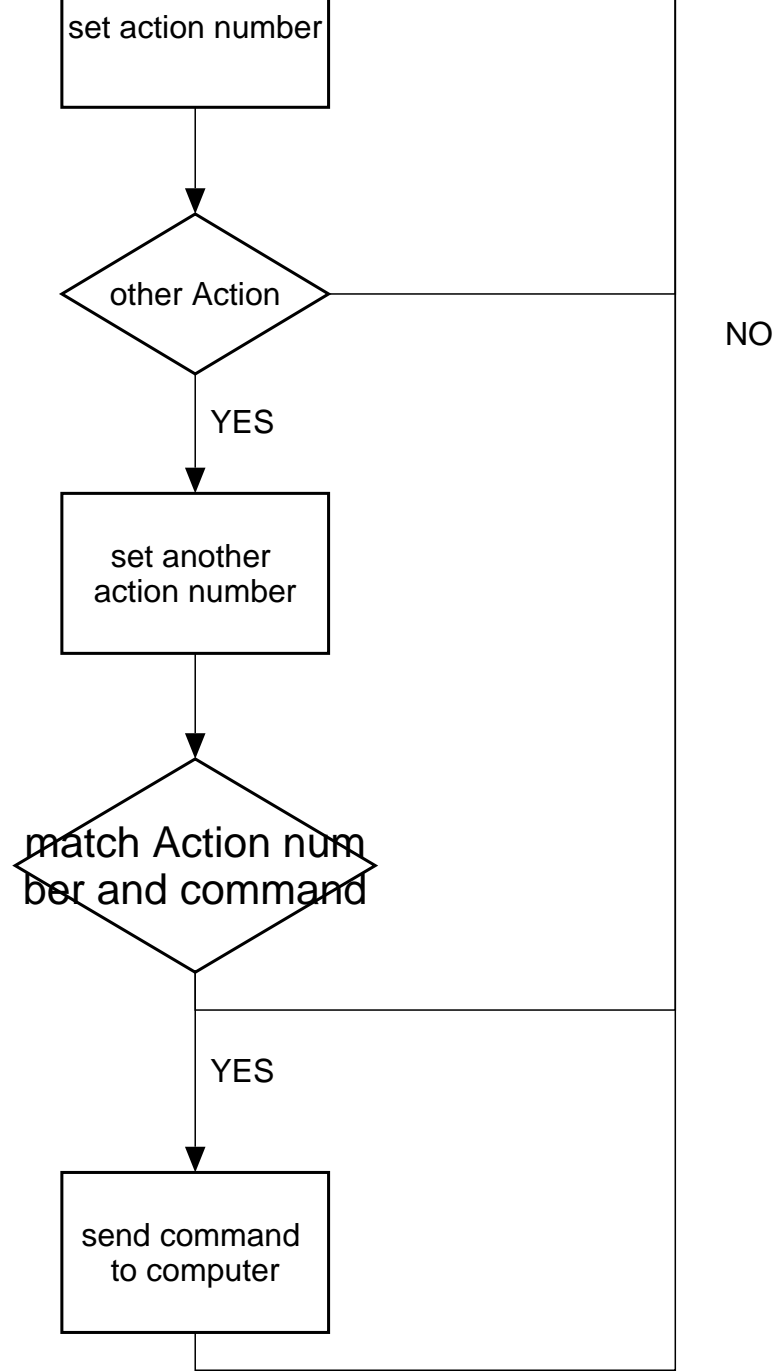 set action number
other Action
NO
YES
set another
action number
match Action num
ber and command
YES
send command
to computer